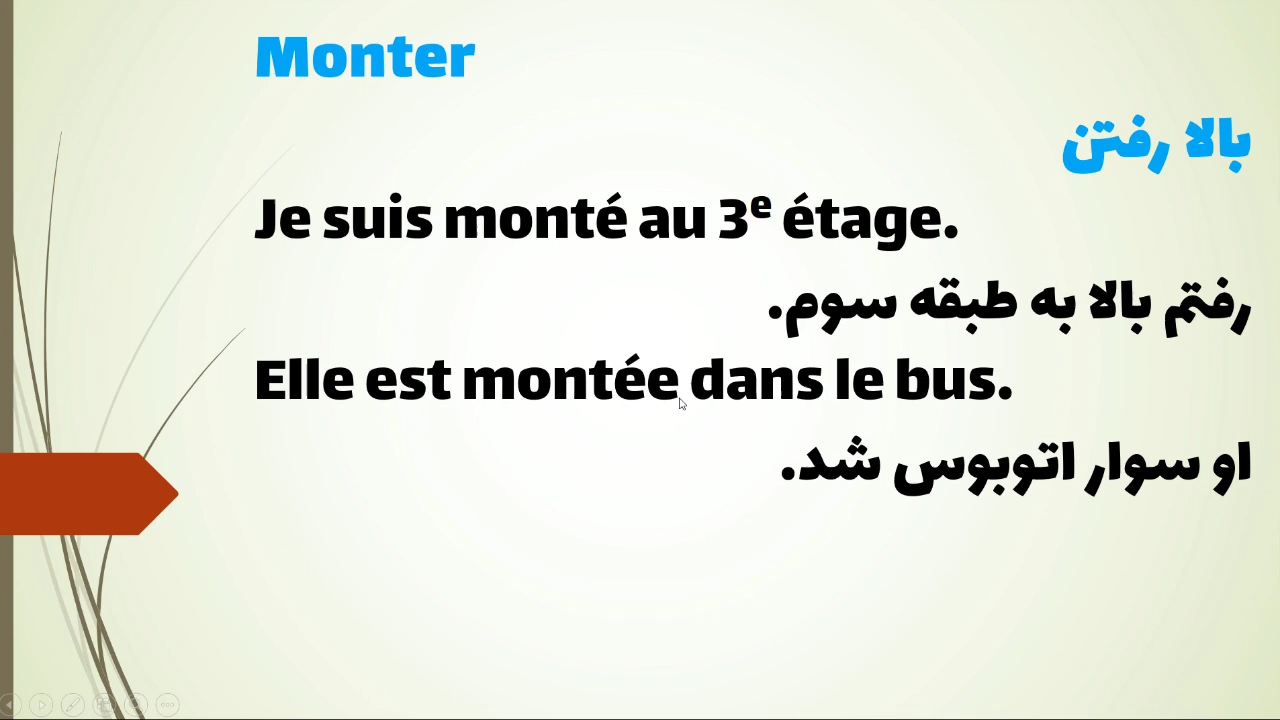 Monter
بالا رفتن
Je suis monté au 3ᵉ étage.
رفتم بالا به طبقه سوم.
Elle est montée dans le bus.
او سوار اتوبوس شد.